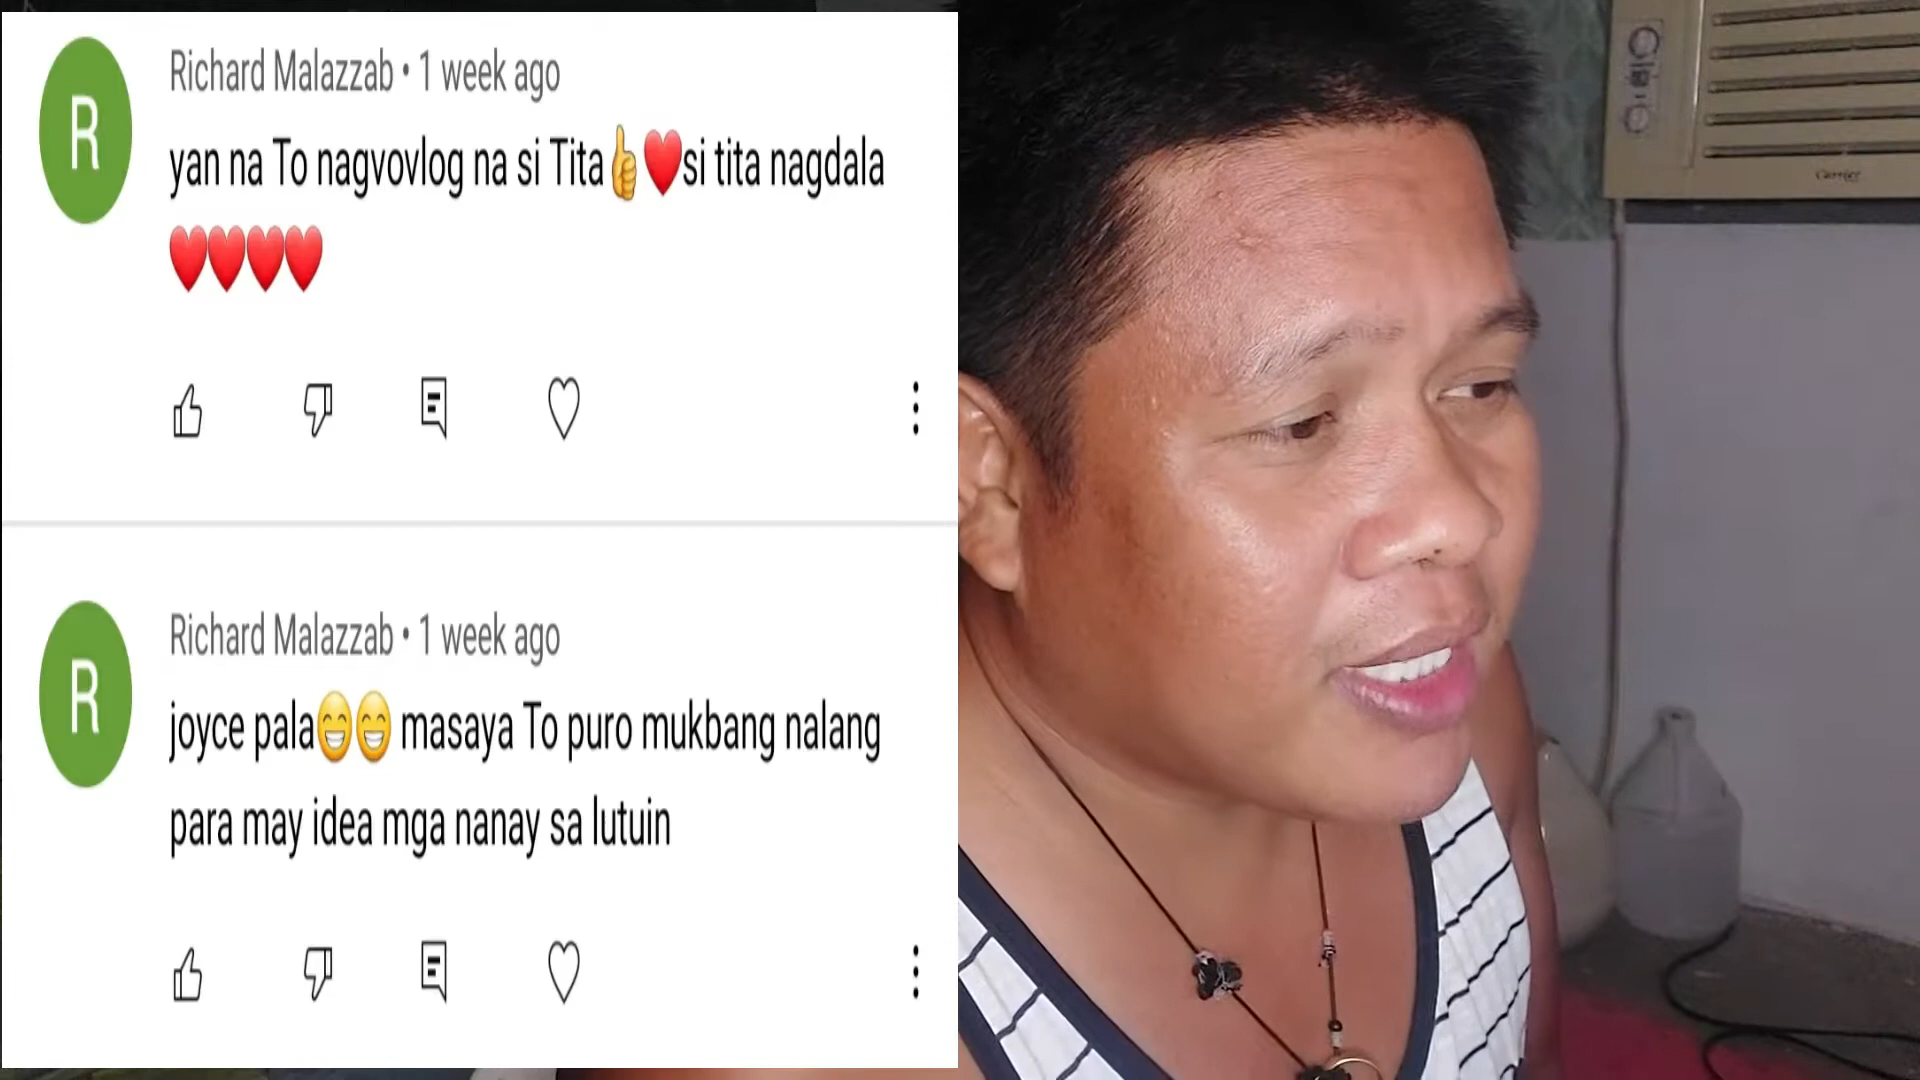 R
Richard Malazzab • 1 week ago
yan na To nagvovlog na si Tita👍❤️si tita nagdala
❤️❤️❤️❤️
R
Richard Malazzab • 1 week ago
joyce pala😁😁 masaya To puro mukbang nalang
para may idea mga nanay sa lutuin
Carrier